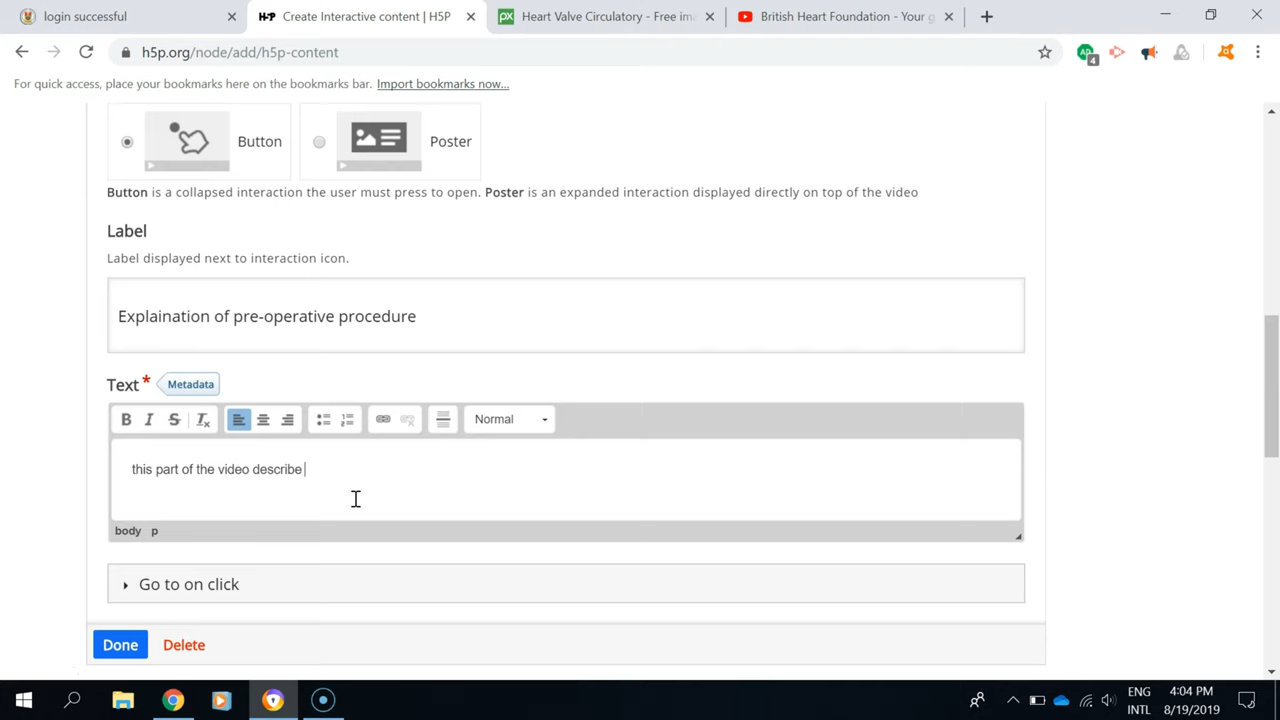 login successful
Create Interactive content | H5P
Heart Valve Circulatory - Free im
British Heart Foundation - Your g
h5p.org/node/add/h5p-content
4
For quick access, place your bookmarks here on the bookmarks bar. Import bookmarks now...
Button
Poster
Button is a collapsed interaction the user must press to open. Poster is an expanded interaction displayed directly on top of the video
Label
Label displayed next to interaction icon.
Explaination of pre-operative procedure
Text * Metadata
Normal
this part of the video describe
body p
Go to on click
Done Delete
ENG 4:04 PM
INTL 8/19/2019